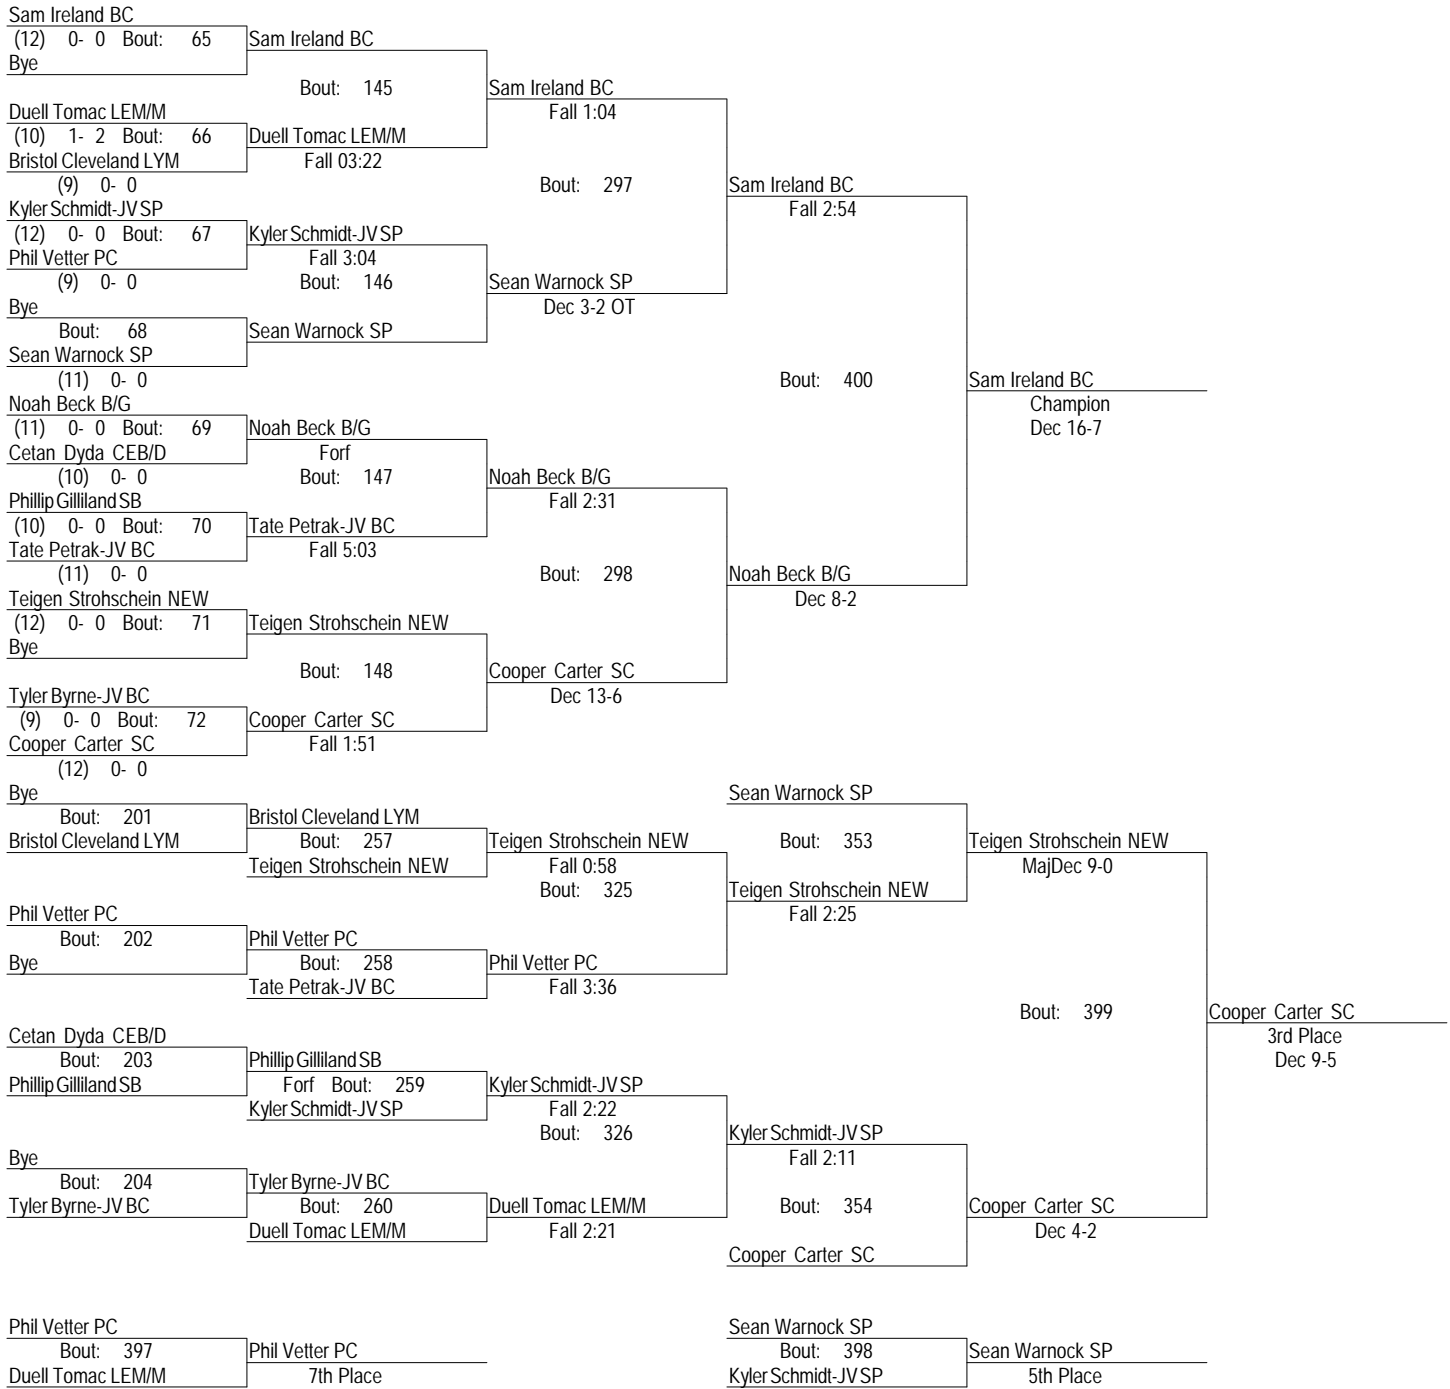 Sam Ireland BC
(12) 0- 0 Bout: 65 Sam Ireland BC
Bye
Bout: 145 Sam Ireland BC
Duell Tomac LEM/M Fall 1:04
(10) 1- 2 Bout: 66 Duell Tomac LEM/M
Bristol Cleveland LYM Fall 03:22
(9) 0- 0 Bout: 297 Sam Ireland BC
Kyler Schmidt-JV SP Fall 2:54
(12) 0- 0 Bout: 67 Kyler Schmidt-JV SP
Phil Vetter PC Fall 3:04
(9) 0- 0 Bout: 146 Sean Warnock SP
Bye Dec 3-2 OT
Bout: 68 Sean Warnock SP
Sean Warnock SP
(11) 0- 0 Bout: 400 Sam Ireland BC
Noah Beck B/G Champion
(11) 0- 0 Bout: 69 Noah Beck B/G Dec 16-7
Cetan Dyda CEB/D Forf
(10) 0- 0 Bout: 147 Noah Beck B/G
Phillip Gilliland SB Fall 2:31
(10) 0- 0 Bout: 70 Tate Petrak-JV BC
Tate Petrak-JV BC Fall 5:03
(11) 0- 0 Bout: 298 Noah Beck B/G
Teigen Strohschein NEW Dec 8-2
(12) 0- 0 Bout: 71 Teigen Strohschein NEW
Bye
Bout: 148 Cooper Carter SC
Tyler Byrne-JV BC Dec 13-6
(9) 0- 0 Bout: 72 Cooper Carter SC
Cooper Carter SC Fall 1:51
(12) 0- 0
Bye Sean Warnock SP
Bout: 201 Bristol Cleveland LYM
Bristol Cleveland LYM Bout: 257 Teigen Strohschein NEW Bout: 353 Teigen Strohschein NEW
Teigen Strohschein NEW Fall 0:58 MajDec 9-0
Bout: 325 Teigen Strohschein NEW
Phil Vetter PC Fall 2:25
Bout: 202 Phil Vetter PC
Bye Bout: 258 Phil Vetter PC
Tate Petrak-JV BC Fall 3:36
Bout: 399 Cooper Carter SC
Cetan Dyda CEB/D 3rd Place
Bout: 203 Phillip Gilliland SB Dec 9-5
Phillip Gilliland SB Forf Bout: 259 Kyler Schmidt-JV SP
Kyler Schmidt-JV SP Fall 2:22
Bout: 326 Kyler Schmidt-JV SP
Bye Fall 2:11
Bout: 204 Tyler Byrne-JV BC
Tyler Byrne-JV BC Bout: 260 Duell Tomac LEM/M Bout: 354 Cooper Carter SC
Duell Tomac LEM/M Fall 2:21 Dec 4-2
Cooper Carter SC
Phil Vetter PC Sean Warnock SP
Bout: 397 Phil Vetter PC Bout: 398 Sean Warnock SP
Duell Tomac LEM/M 7th Place Kyler Schmidt-JV SP 5th Place